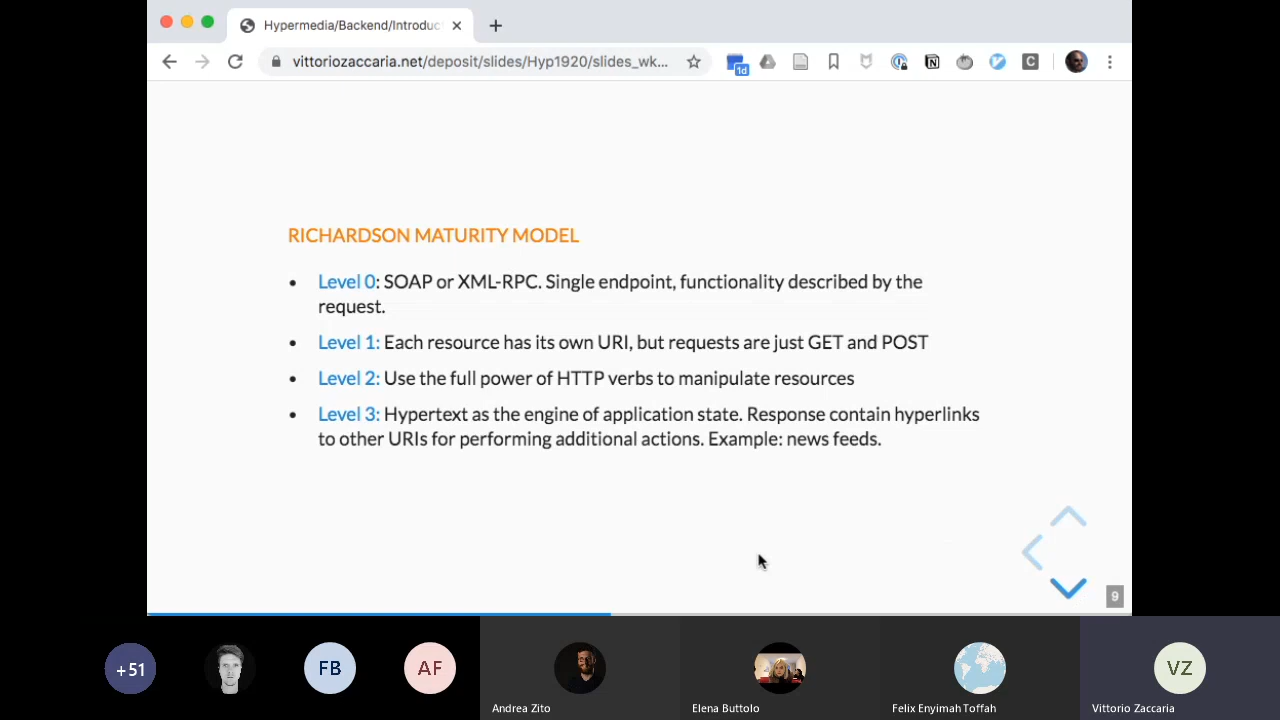 Hypermedia/Backend/Introduc
vittoriozaccaria.net/deposit/slides/Hyp1920/slides_wk...
1d
N
C
RICHARDSON MATURITY MODEL
• Level 0: SOAP or XML-RPC. Single endpoint, functionality described by the
request.
• Level 1: Each resource has its own URI, but requests are just GET and POST
• Level 2: Use the full power of HTTP verbs to manipulate resources
• Level 3: Hypertext as the engine of application state. Response contain hyperlinks
to other URIs for performing additional actions. Example: news feeds.
9
+51
FB
AF
VZ
Andrea Zito
Elena Buttolo
Felix Enyimah Toffah
Vittorio Zaccaria